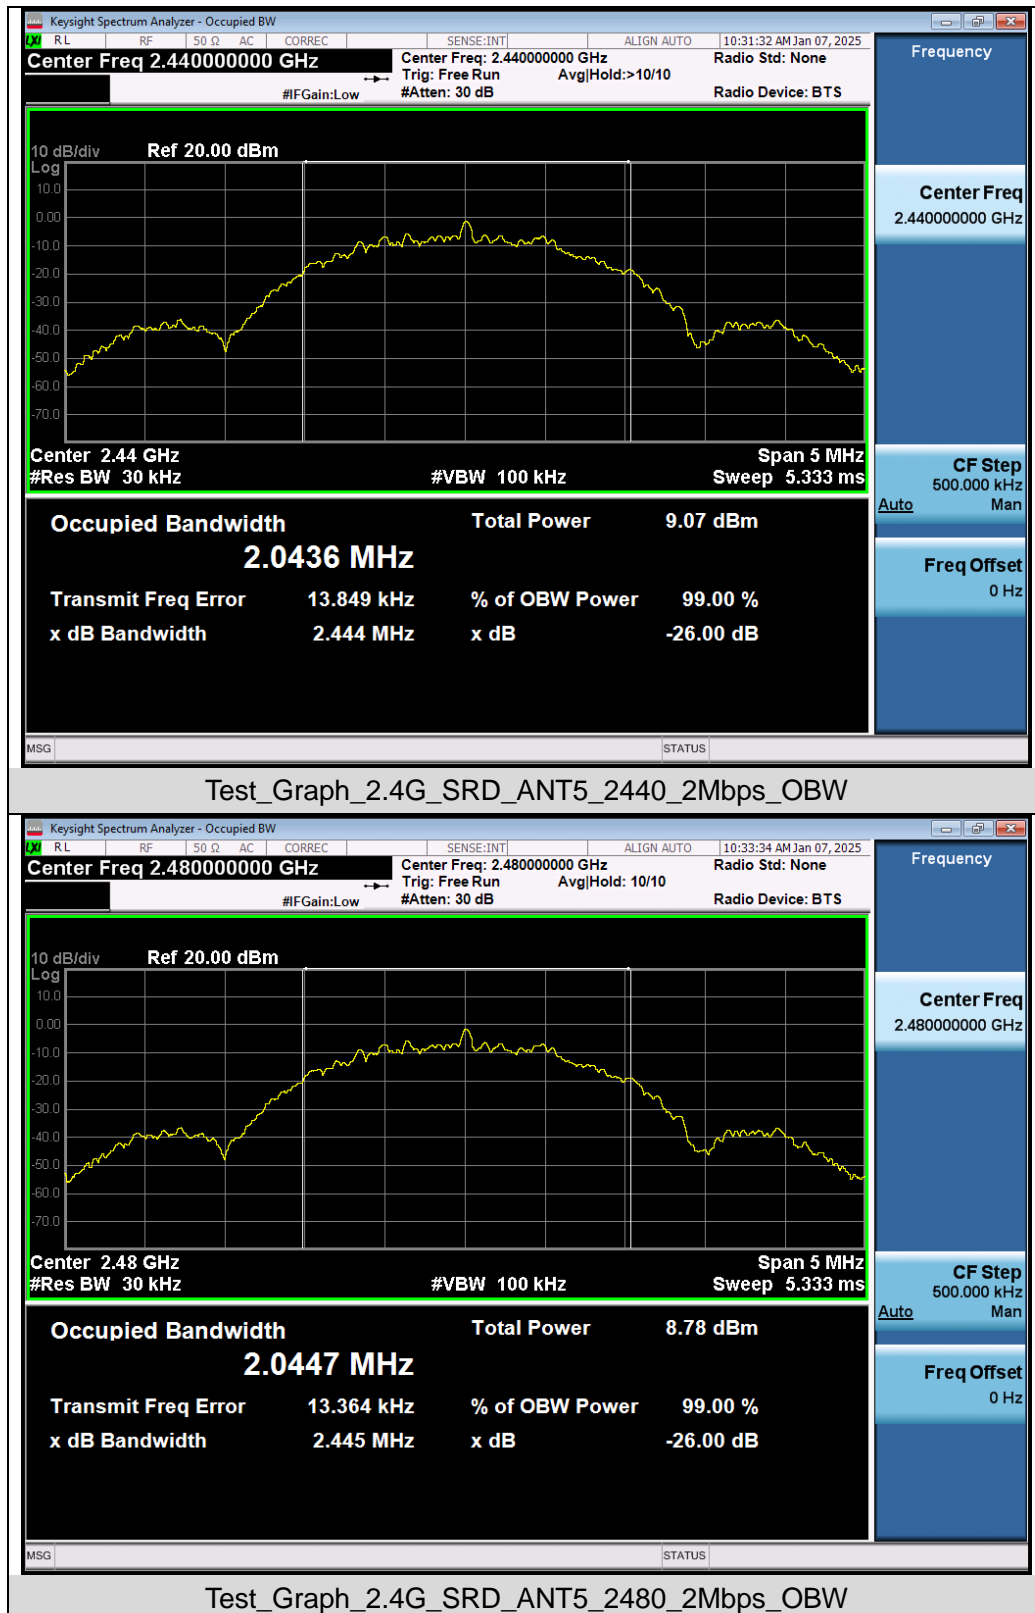 Keysight Spectrum Analyzer - Occupied BW
LXI RL RF 50 Ω AC CORREC SENSE:INT ALIGN AUTO 10:31:32 AM Jan 07, 2025
Center Freq 2.440000000 GHz
Center Freq: 2.440000000 GHz
Radio Std: None
Trig: Free Run Avg|Hold:>10/10
#IFGain:Low
#Atten: 30 dB
Radio Device: BTS
Frequency
10 dB/div Ref 20.00 dBm
Log
10.0
0.00
-10.0
-20.0
-30.0
-40.0
-50.0
-60.0
-70.0
Center Freq
2.440000000 GHz
Center 2.44 GHz Span 5 MHz
#Res BW 30 kHz #VBW 100 kHz Sweep 5.333 ms
CF Step
500.000 kHz
Auto Man
Occupied Bandwidth Total Power 9.07 dBm
2.0436 MHz
Transmit Freq Error 13.849 kHz % of OBW Power 99.00 %
x dB Bandwidth 2.444 MHz x dB -26.00 dB
Freq Offset
0 Hz
MSG STATUS
Test_Graph_2.4G_SRD_ANT5_2440_2Mbps_OBW
Keysight Spectrum Analyzer - Occupied BW
LXI RL RF 50 Ω AC CORREC SENSE:INT ALIGN AUTO 10:33:34 AM Jan 07, 2025
Center Freq 2.480000000 GHz
Center Freq: 2.480000000 GHz
Radio Std: None
Trig: Free Run Avg|Hold: 10/10
#IFGain:Low
#Atten: 30 dB
Radio Device: BTS
Frequency
10 dB/div Ref 20.00 dBm
Log
10.0
0.00
-10.0
-20.0
-30.0
-40.0
-50.0
-60.0
-70.0
Center Freq
2.480000000 GHz
Center 2.48 GHz Span 5 MHz
#Res BW 30 kHz #VBW 100 kHz Sweep 5.333 ms
CF Step
500.000 kHz
Auto Man
Occupied Bandwidth Total Power 8.78 dBm
2.0447 MHz
Transmit Freq Error 13.364 kHz % of OBW Power 99.00 %
x dB Bandwidth 2.445 MHz x dB -26.00 dB
Freq Offset
0 Hz
MSG STATUS
Test_Graph_2.4G_SRD_ANT5_2480_2Mbps_OBW